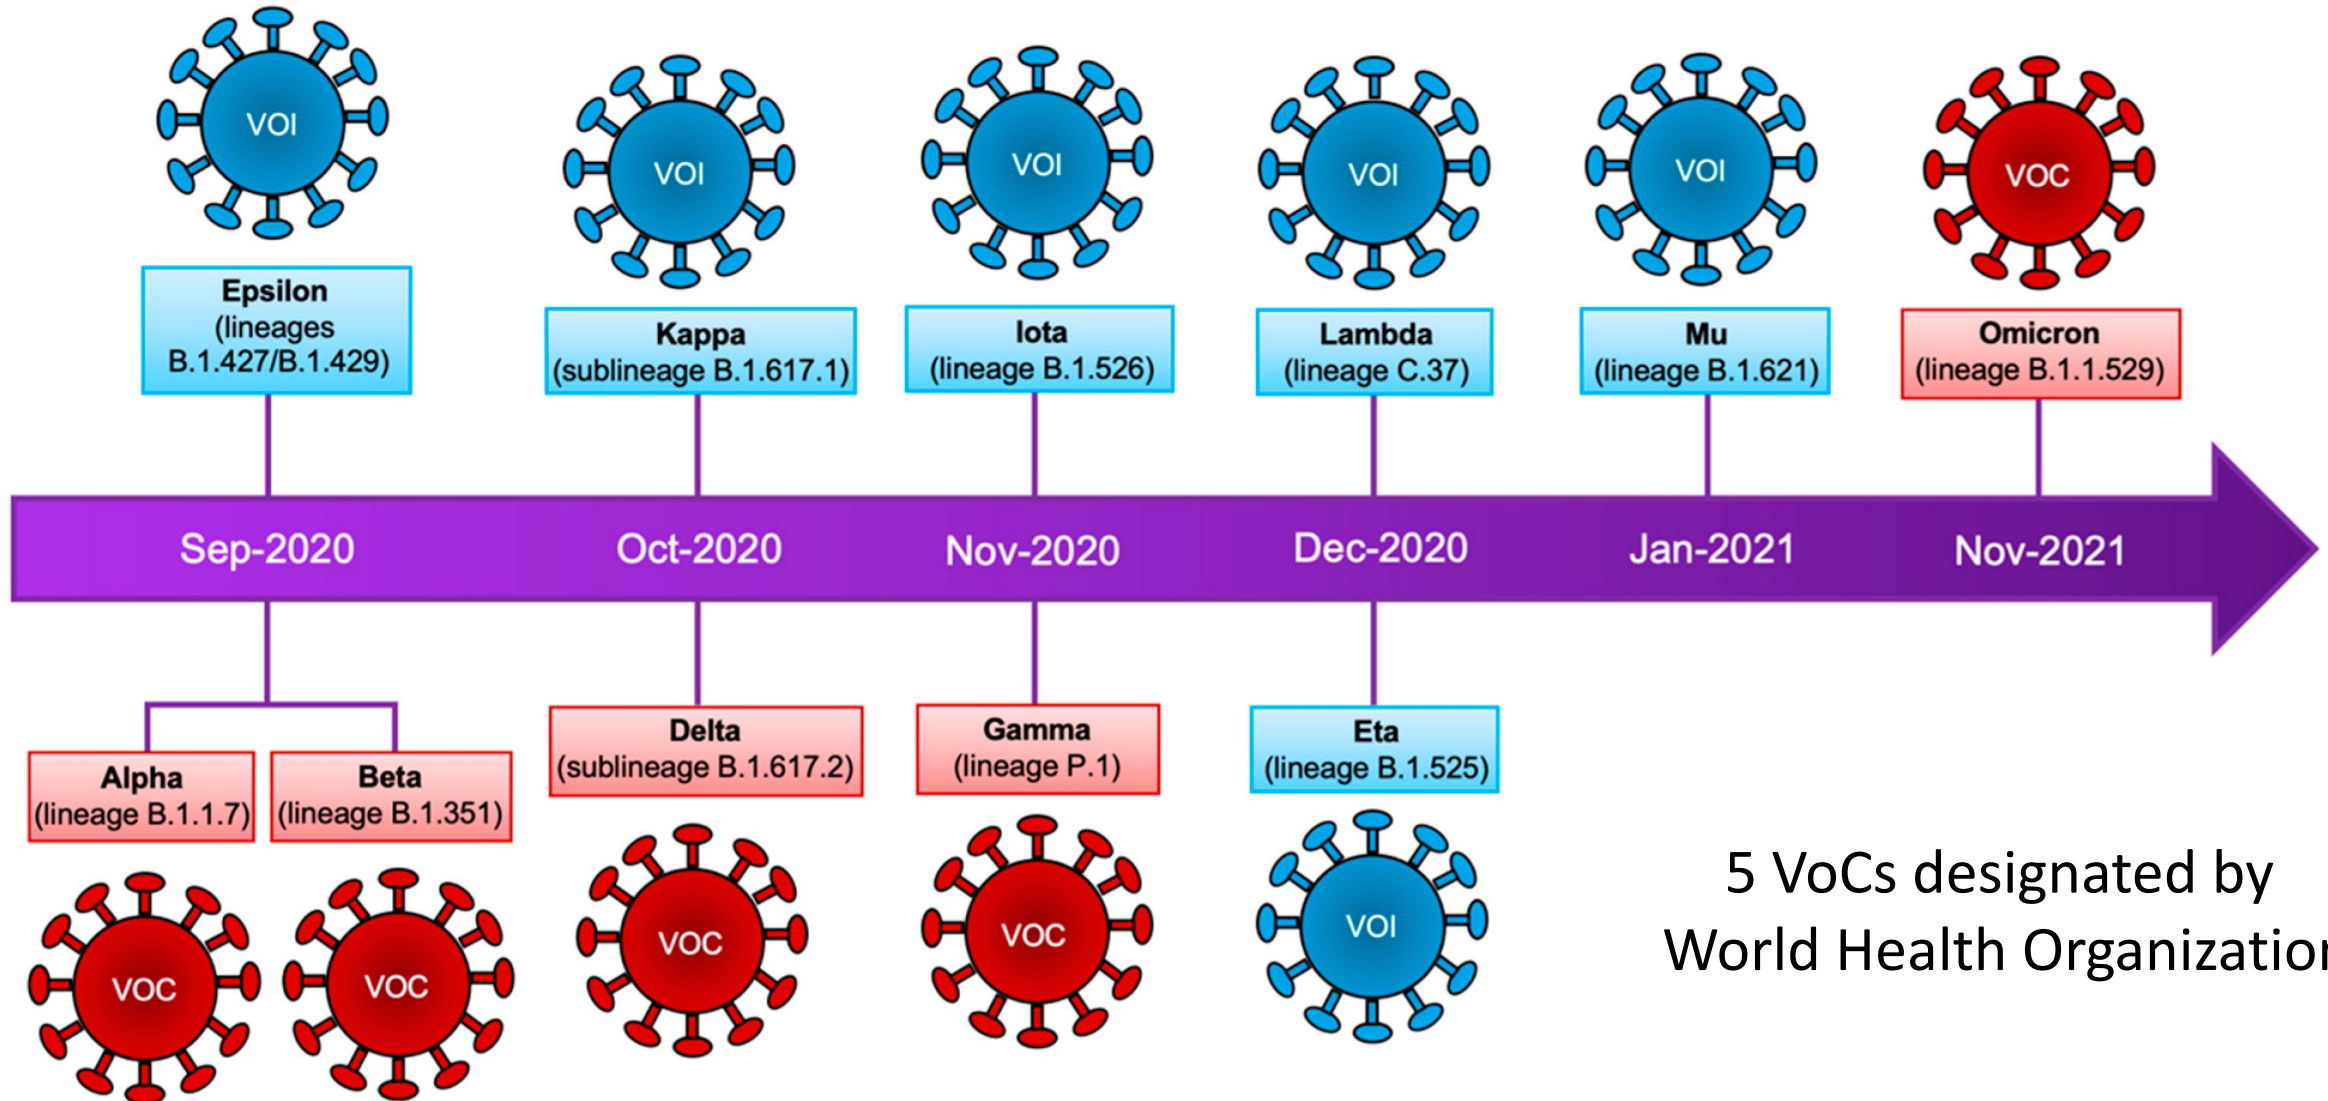 VOI
VOI
VOI
VOI
VOI
VOC
Epsilon
(lineages
B.1.427/B.1.429)
Kappa
(sublineage B.1.617.1)
Iota
(lineage B.1.526)
Lambda
(lineage C.37)
Mu
(lineage B.1.621)
Omicron
(lineage B.1.1.529)
Sep-2020
Oct-2020
Nov-2020
Dec-2020
Jan-2021
Nov-2021
Alpha
(lineage B.1.1.7)
Beta
(lineage B.1.351)
Delta
(sublineage B.1.617.2)
Gamma
(lineage P.1)
Eta
(lineage B.1.525)
VOC
VOC
VOC
VOC
VOI
5 VoCs designated by
World Health Organization